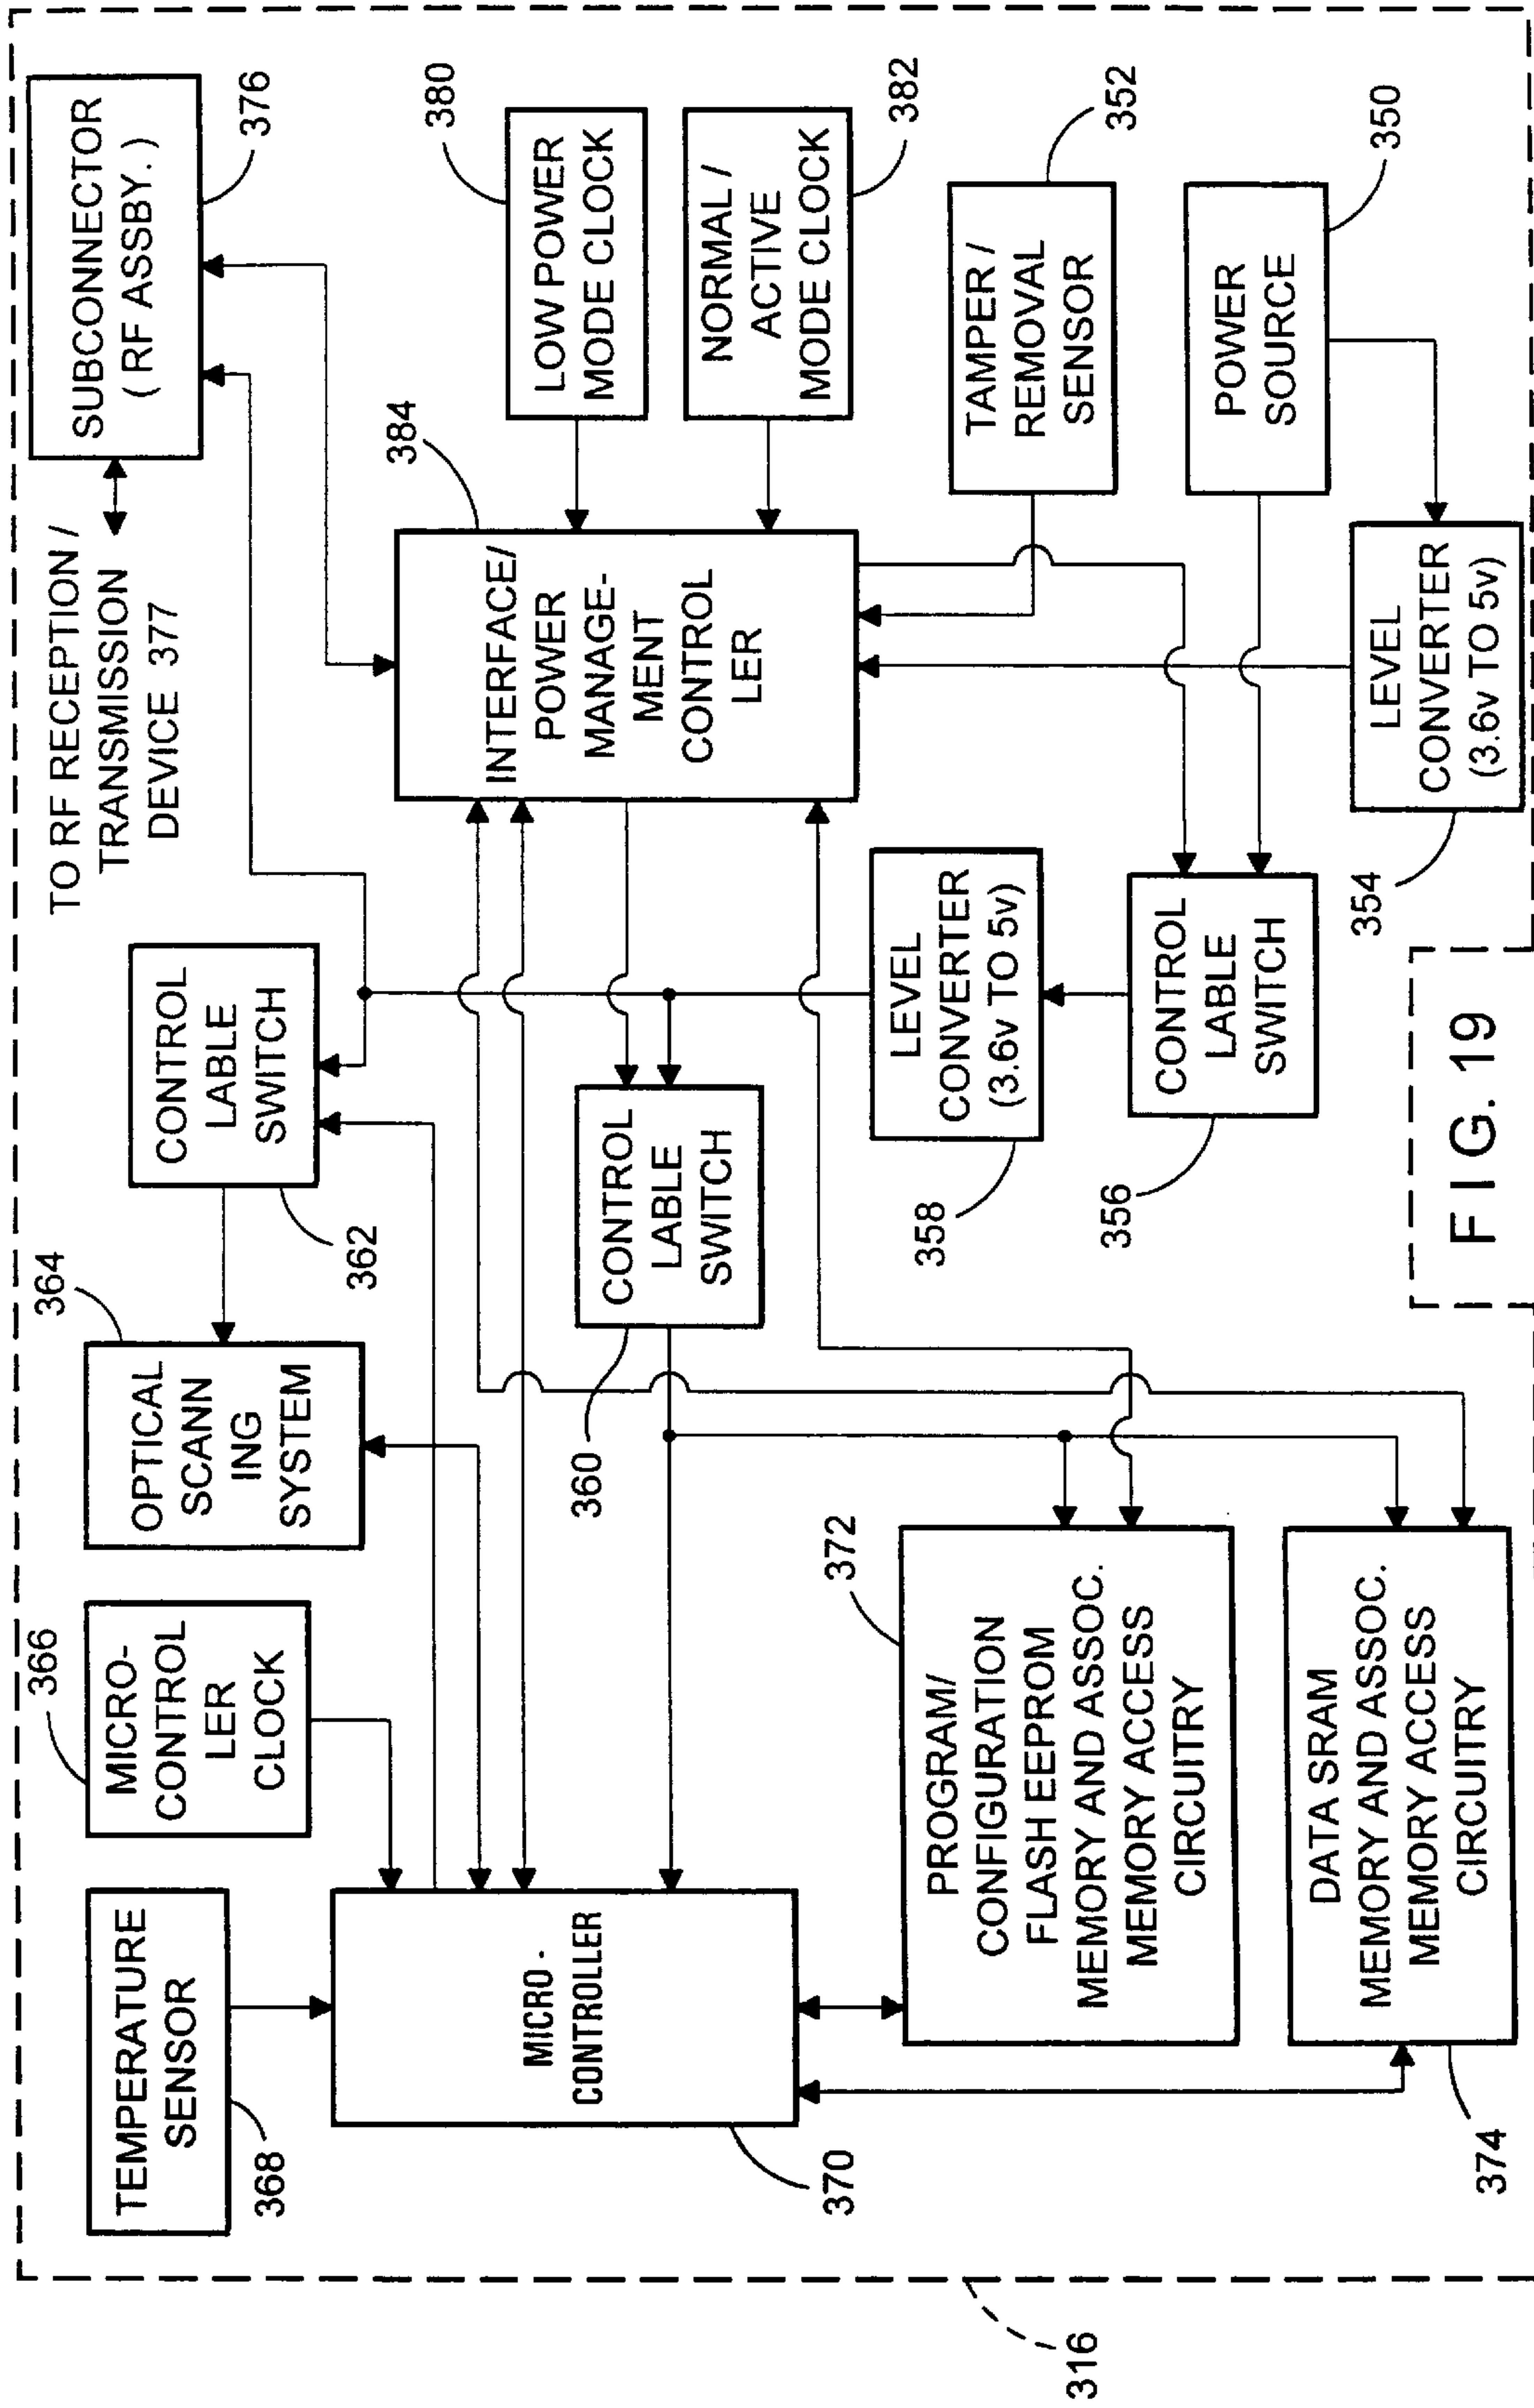 TEMPERATURE
SENSOR
368
366
MICRO-
CONTROL
LER
CLOCK
364
OPTICAL
SCANN
ING
SYSTEM
CONTROL
LABLE
SWITCH
362
TO RF RECEPTION /
TRANSMISSION
DEVICE 377
SUBCONNECTOR
( RF ASSBY. )
376
MICRO -
CONTROLLER
370
CONTROL
LABLE
SWITCH
360
384
INTERFACE/
POWER
MANAGE-
MENT
CONTROL
LER
380
LOW POWER
MODE CLOCK
NORMAL /
ACTIVE
MODE CLOCK
382
372
PROGRAM/
CONFIGURATION
FLASH EEPROM
MEMORY AND ASSOC.
MEMORY ACCESS
CIRCUITRY
LEVEL
CONVERTER
(3.6v TO 5v)
358
TAMPER /
REMOVAL
SENSOR
352
CONTROL
LABLE
SWITCH
356
POWER
SOURCE
350
DATA SRAM
MEMORY AND ASSOC.
MEMORY ACCESS
CIRCUITRY
374
LEVEL
CONVERTER
(3.6v TO 5v)
354
316
FIG. 19